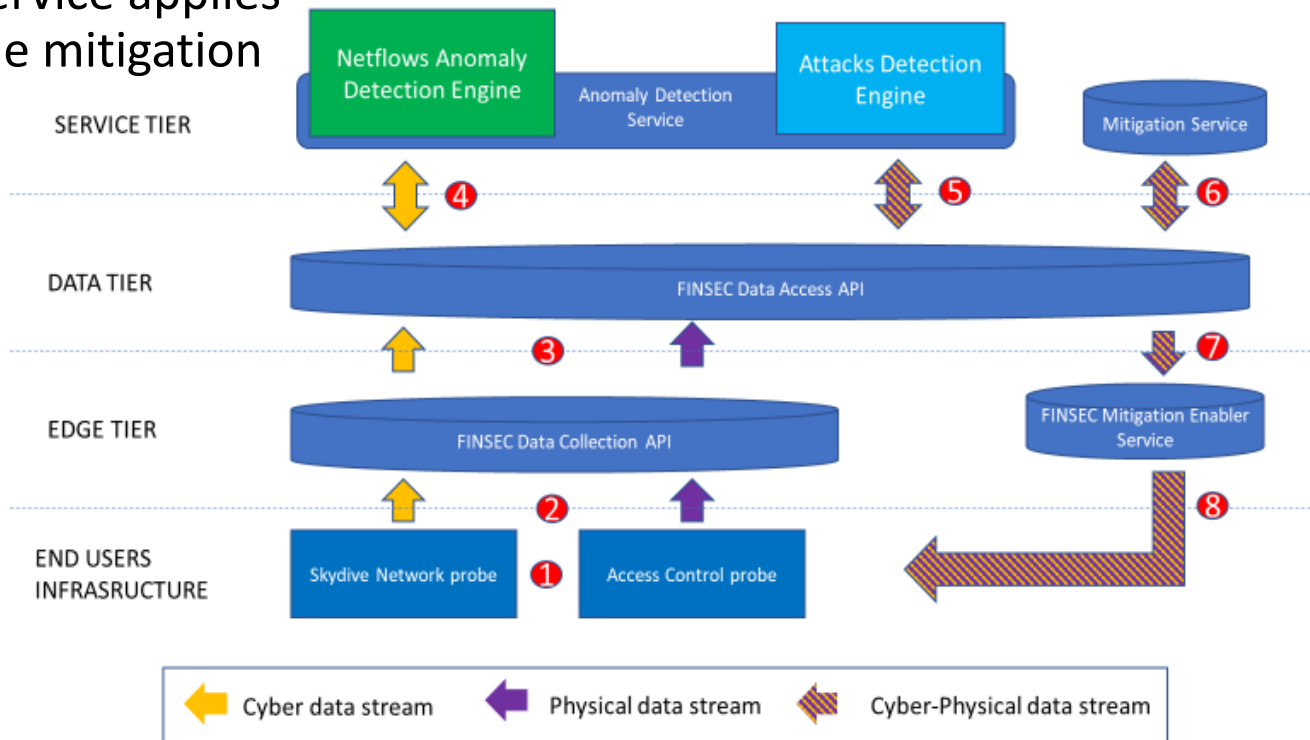 ervice applies
e mitigation
Netflows Anomaly
Detection Engine
Anomaly Detection
Service
Attacks Detection
Engine
Mitigation Service
SERVICE TIER
4
5
6
DATA TIER
FINSEC Data Access API
3
7
EDGE TIER
FINSEC Data Collection API
FINSEC Mitigation Enabler
Service
2
8
END USERS
INFRASRUCTURE
Skydive Network probe
1
Access Control probe
Cyber data stream
Physical data stream
Cyber-Physical data stream